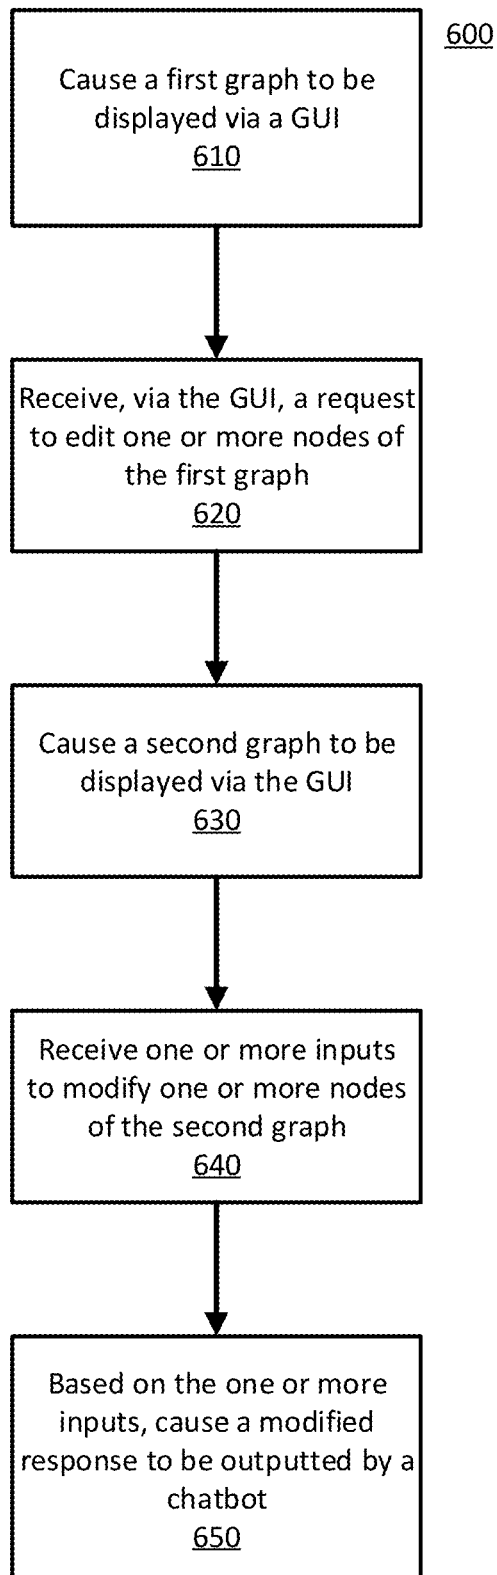 600
Cause a first graph to be
displayed via a GUI
610
Receive, via the GUI, a request
to edit one or more nodes of
the first graph
620
Cause a second graph to be
displayed via the GUI
630
Receive one or more inputs
to modify one or more nodes
of the second graph
640
Based on the one or more
inputs, cause a modified
response to be outputted by a
chatbot
650